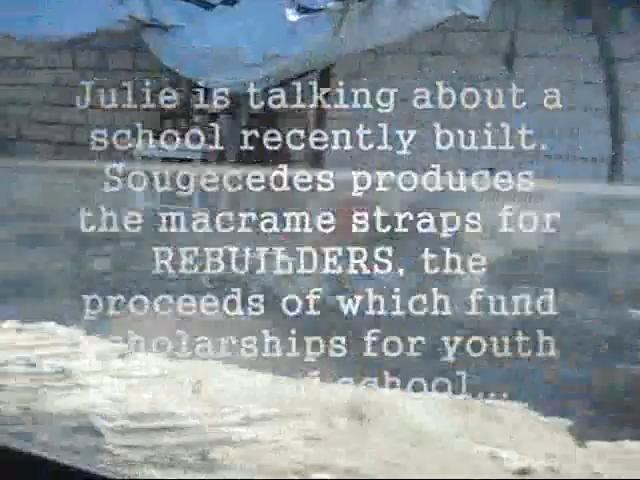 Julie is talking about a
school recently built.
Sougecedes produces
the macrame straps for
REBUILDERS, the
proceeds of which fund
scholarships for youth
school...